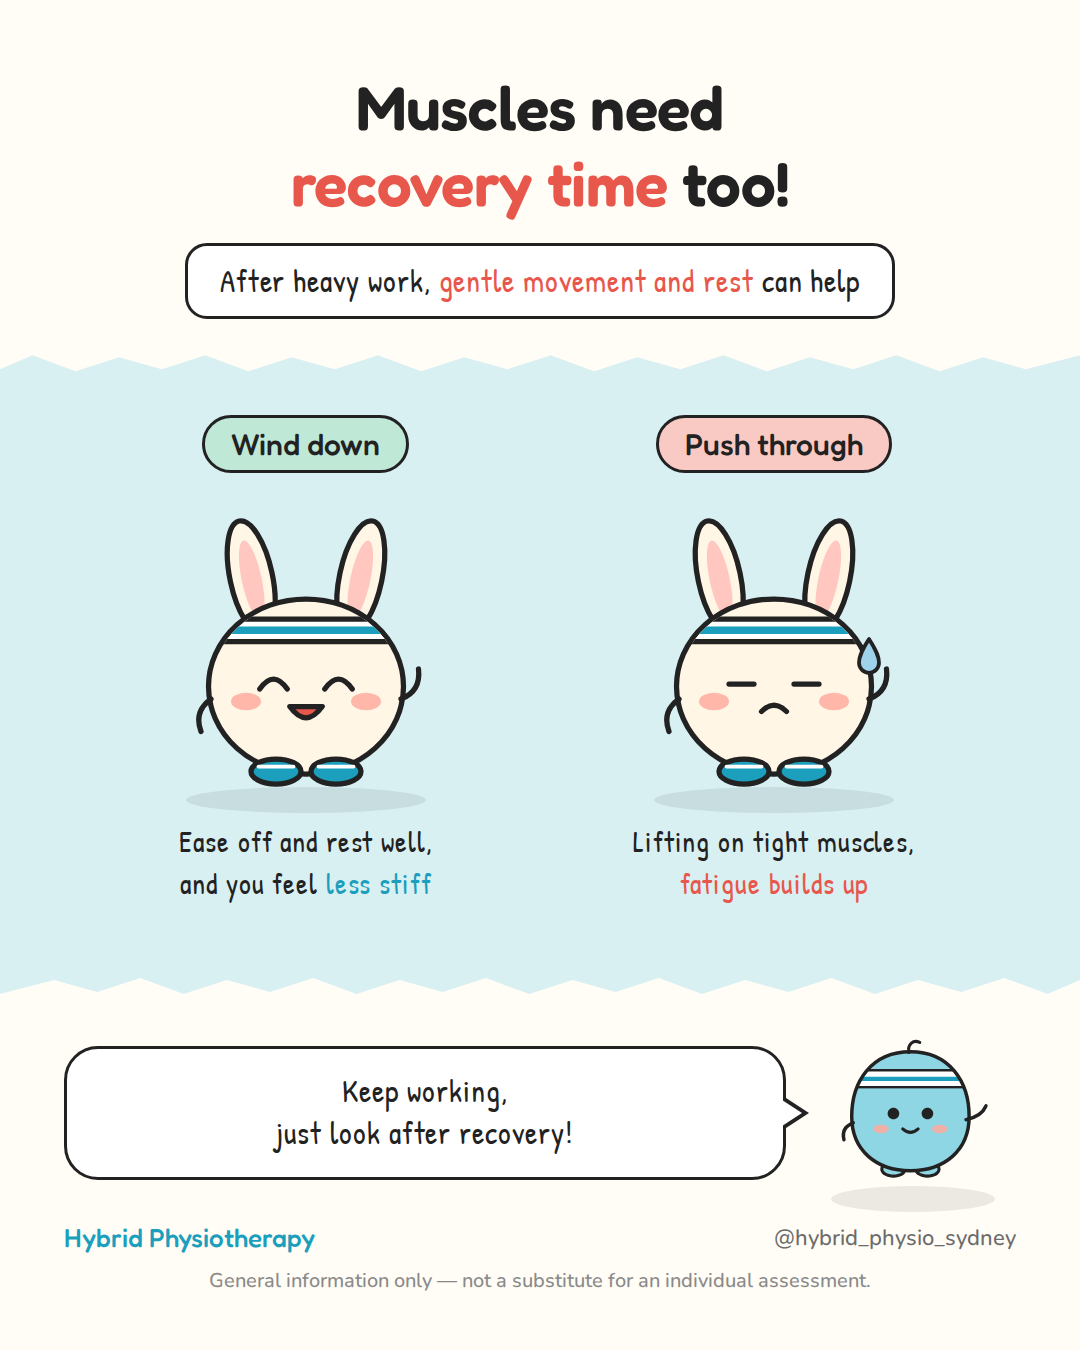 Muscles need
recovery time too!
After heavy work, gentle movement and rest can help
Wind down
Push through
Ease off and rest well,
and you feel less stiff
Lifting on tight muscles,
fatigue builds up
Keep working,
just look after recovery!
Hybrid Physiotherapy
@hybrid_physio_sydney
General information only — not a substitute for an individual assessment.